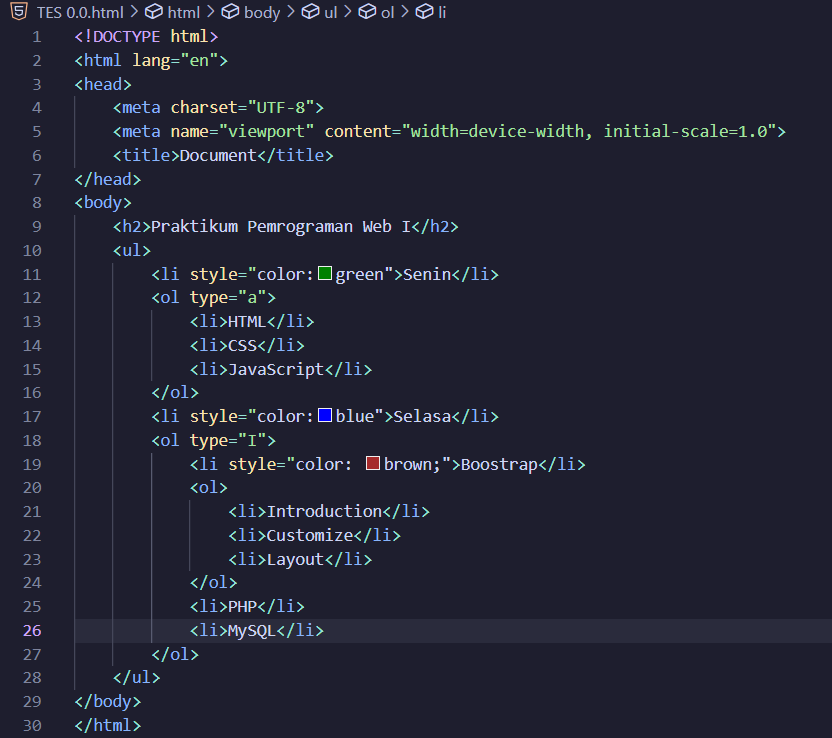 TES 0.0.html > html > body > ul > ol > li
1 <!DOCTYPE html>
2 <html lang="en">
3 <head>
4     <meta charset="UTF-8">
5     <meta name="viewport" content="width=device-width, initial-scale=1.0">
6     <title>Document</title>
7 </head>
8 <body>
9     <h2>Praktikum Pemrograman Web I</h2>
10     <ul>
11         <li style="color:green">Senin</li>
12         <ol type="a">
13             <li>HTML</li>
14             <li>CSS</li>
15             <li>JavaScript</li>
16         </ol>
17         <li style="color:blue">Selasa</li>
18         <ol type="I">
19             <li style="color: brown;">Boostrap</li>
20             <ol>
21                 <li>Introduction</li>
22                 <li>Customize</li>
23                 <li>Layout</li>
24             </ol>
25             <li>PHP</li>
26             <li>MySQL</li>
27         </ol>
28     </ul>
29 </body>
30 </html>